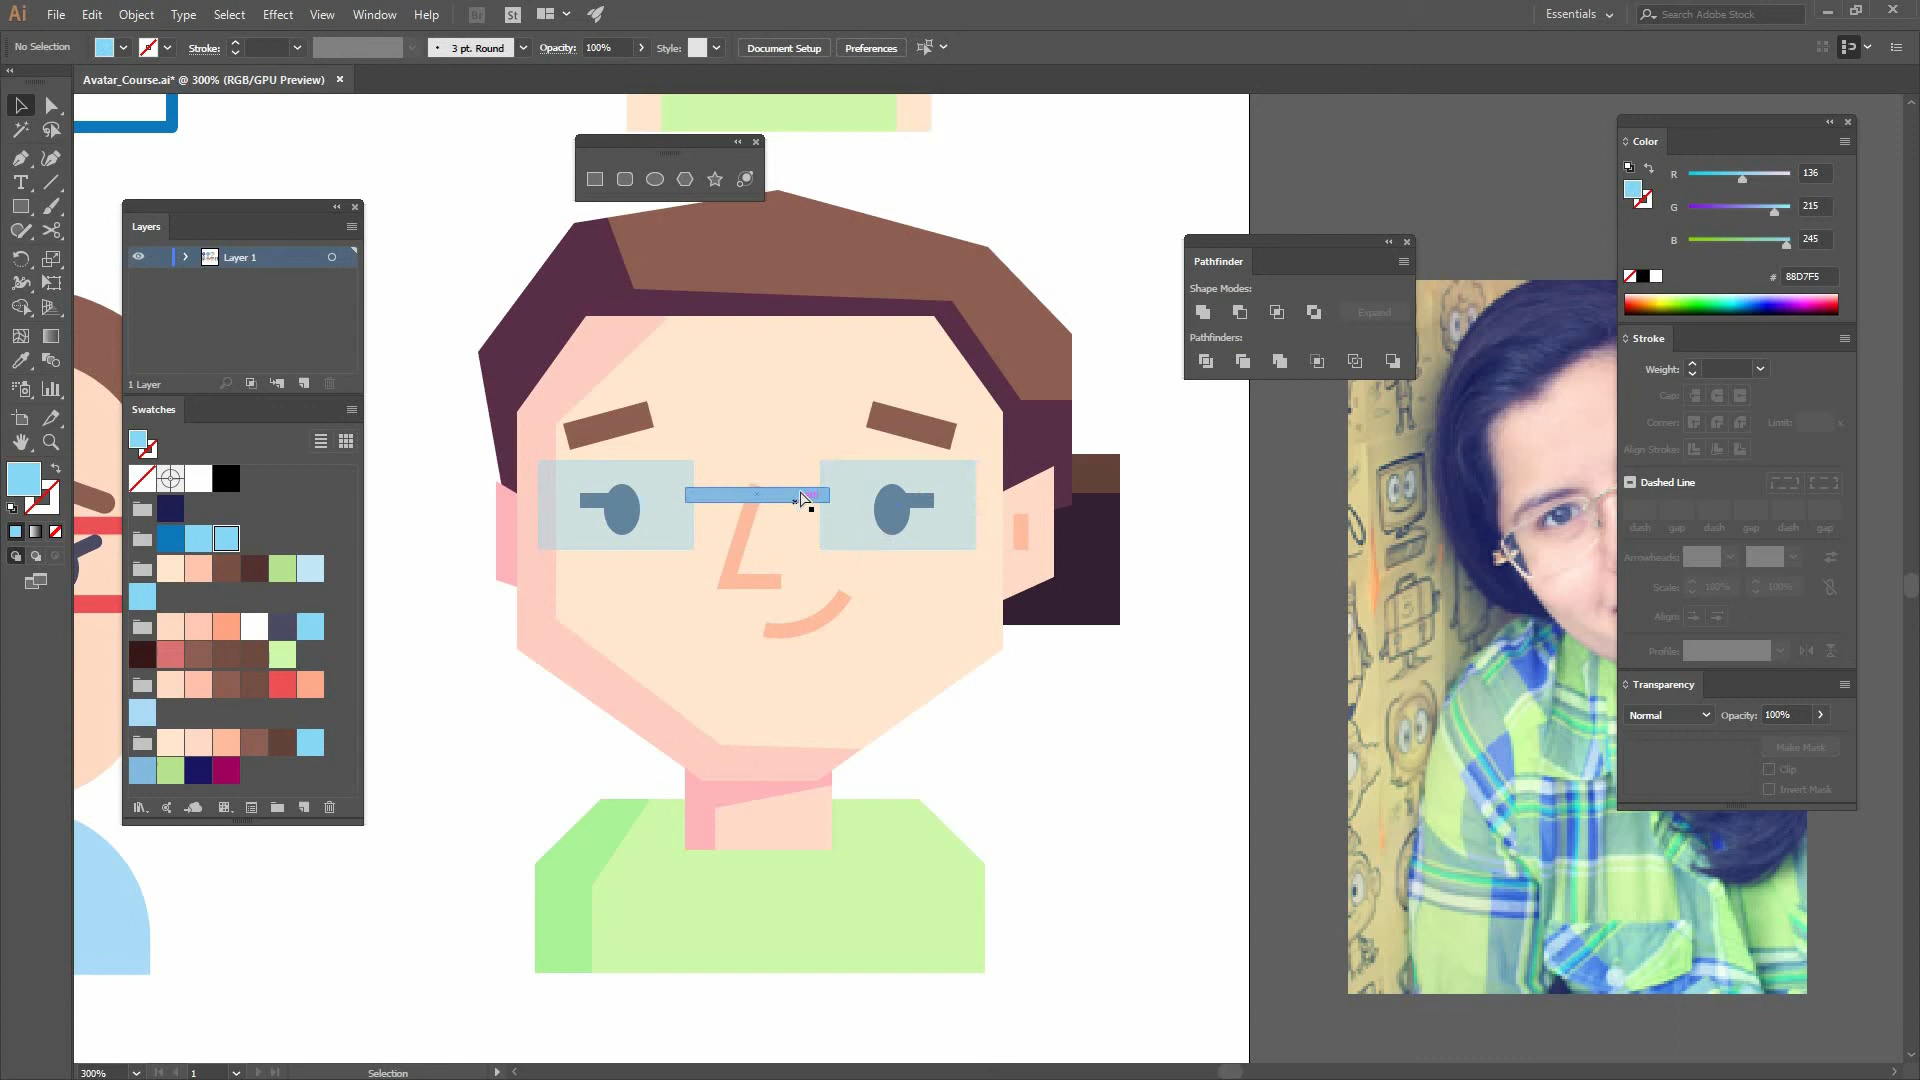 Ai File Edit Object Type Select Effect View Window Help Br St Essentials Search Adobe Stock
No Selection Stroke: 3 pt. Round Opacity: 100% Style: Document Setup Preferences
Avatar_Course.ai* @ 300% (RGB/GPU Preview)
Layers
Layer 1
1 Layer
Swatches
Pathfinder
Shape Modes:
Expand
Pathfinders:
Color
R 136
G 215
B 245
# 88D7F5
Stroke
Weight:
Cap:
Corner: Limit: x
Align Stroke:
Dashed Line
dash gap dash gap dash gap
Arrowheads:
Scale: 100% 100%
Align:
Profile:
Transparency
Normal Opacity: 100%
Make Mask
Clip
Invert Mask
300% 1 Selection